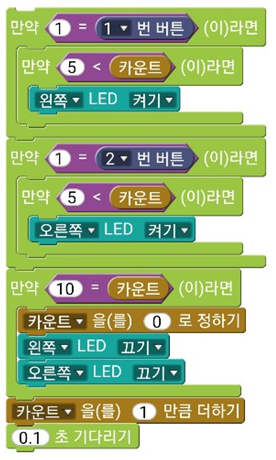 만약 1 = 1 번 버튼 (이)라면
만약 5 < 카운트 (이)라면
왼쪽 LED 켜기
만약 1 = 2 번 버튼 (이)라면
만약 5 < 카운트 (이)라면
오른쪽 LED 켜기
만약 10 = 카운트 (이)라면
카운트 을(를) 0 로 정하기
왼쪽 LED 끄기
오른쪽 LED 끄기
카운트 을(를) 1 만큼 더하기
0.1 초 기다리기